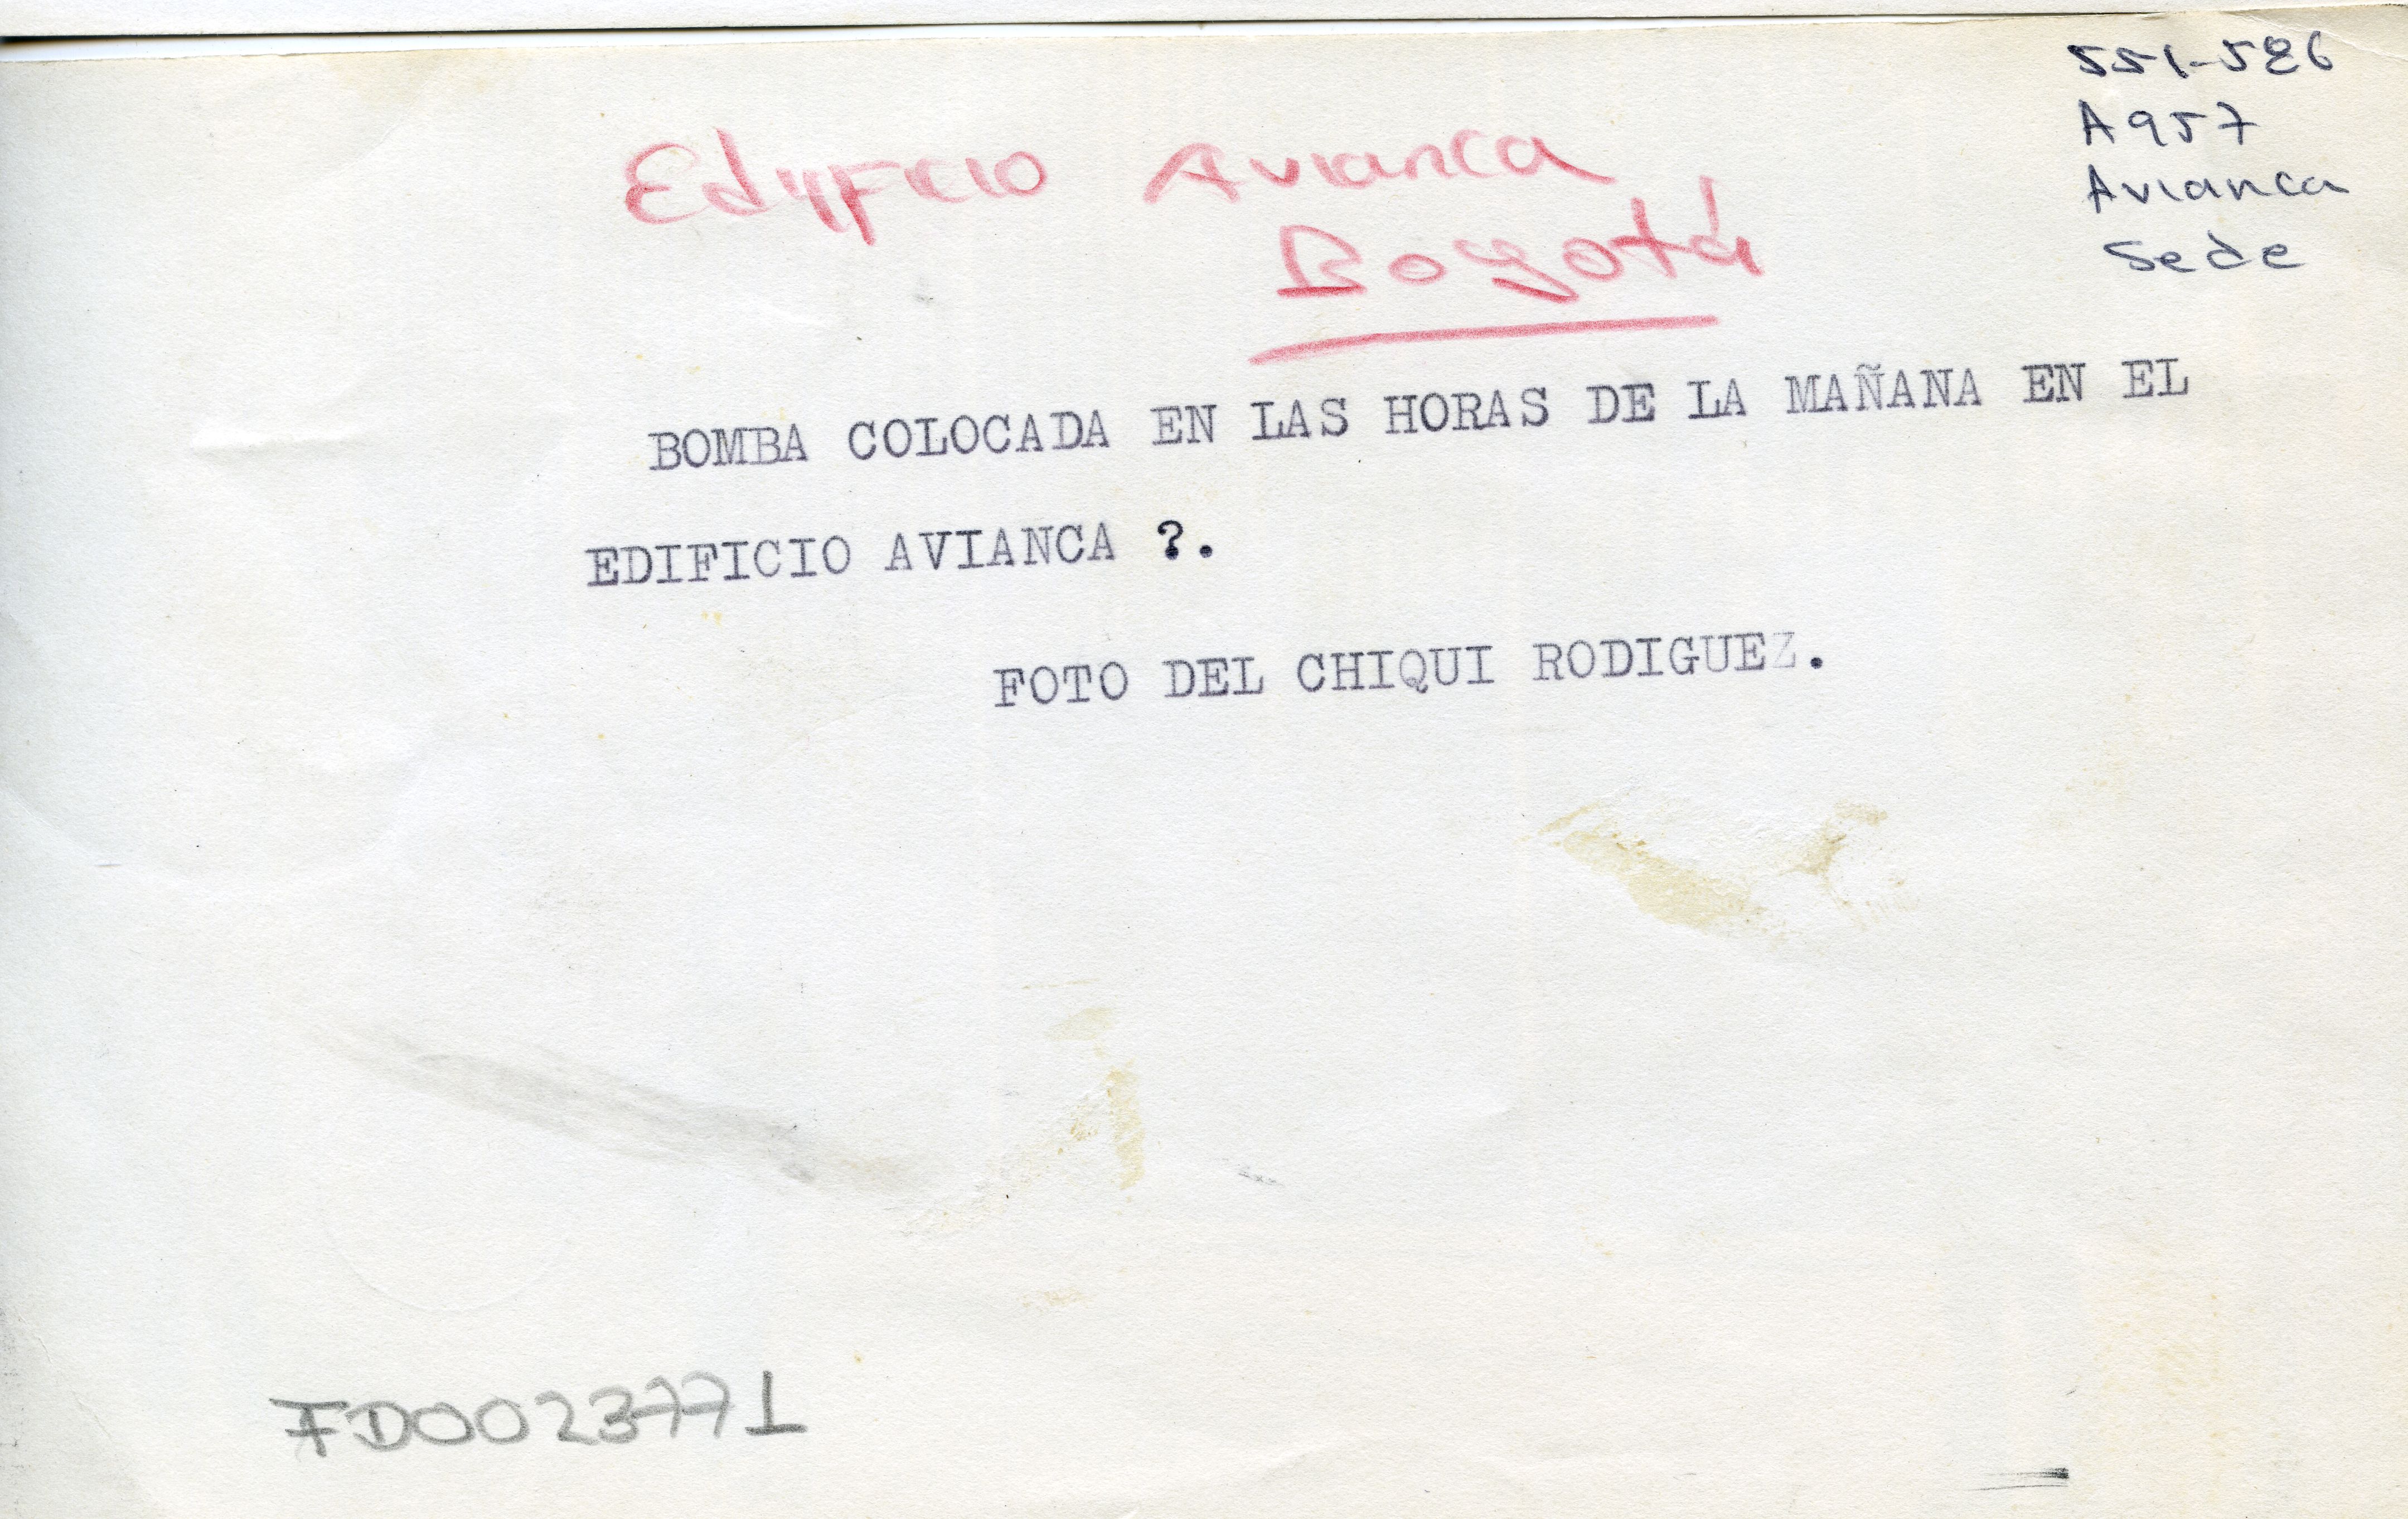 551-586
A957
Avianca
Sede
Edificio Avianca
Bogotá
BOMBA COLOCADA EN LAS HORAS DE LA MAÑANA EN EL
EDIFICIO AVIANCA ?.
FOTO DEL CHIQUI RODIGUEZ.
FD0023771